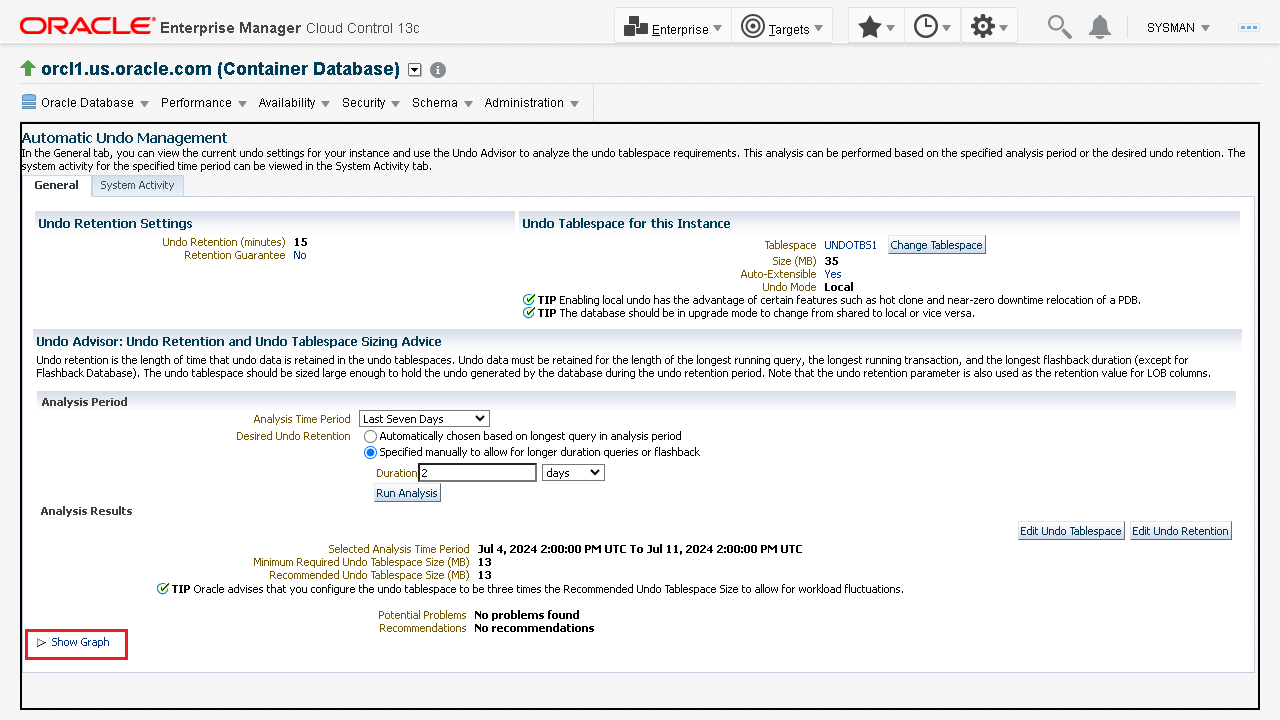 ORACLE Enterprise Manager Cloud Control 13c Enterprise Targets SYSMAN
orcl1.us.oracle.com (Container Database)
Oracle Database Performance Availability Security Schema Administration
Automatic Undo Management
In the General tab, you can view the current undo settings for your instance and use the Undo Advisor to analyze the undo tablespace requirements. This analysis can be performed based on the specified analysis period or the desired undo retention. The
system activity for the specified time period can be viewed in the System Activity tab.
General System Activity
Undo Retention Settings
Undo Retention (minutes) 15
Retention Guarantee No
Undo Tablespace for this Instance
Tablespace UNDOTBS1 Change Tablespace
Size (MB) 35
Auto-Extensible Yes
Undo Mode Local
TIP Enabling local undo has the advantage of certain features such as hot clone and near-zero downtime relocation of a PDB.
TIP The database should be in upgrade mode to change from shared to local or vice versa.
Undo Advisor: Undo Retention and Undo Tablespace Sizing Advice
Undo retention is the length of time that undo data is retained in the undo tablespaces. Undo data must be retained for the length of the longest running query, the longest running transaction, and the longest flashback duration (except for
Flashback Database). The undo tablespace should be sized large enough to hold the undo generated by the database during the undo retention period. Note that the undo retention parameter is also used as the retention value for LOB columns.
Analysis Period
Analysis Time Period Last Seven Days
Desired Undo Retention Automatically chosen based on longest query in analysis period
Specified manually to allow for longer duration queries or flashback
Duration 2 days
Run Analysis
Analysis Results
Edit Undo Tablespace Edit Undo Retention
Selected Analysis Time Period Jul 4, 2024 2:00:00 PM UTC To Jul 11, 2024 2:00:00 PM UTC
Minimum Required Undo Tablespace Size (MB) 13
Recommended Undo Tablespace Size (MB) 13
TIP Oracle advises that you configure the undo tablespace to be three times the Recommended Undo Tablespace Size to allow for workload fluctuations.
Potential Problems No problems found
Recommendations No recommendations
Show Graph